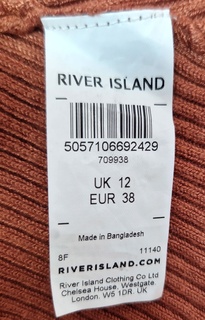 RIVER ISLAND
5057106692429
709938
UK 12
EUR 38
Made in Bangladesh
8F 11140
RIVERISLAND.COM
River Island Clothing Co Ltd
Chelsea House, Westgate,
London. W5 1DR. UK